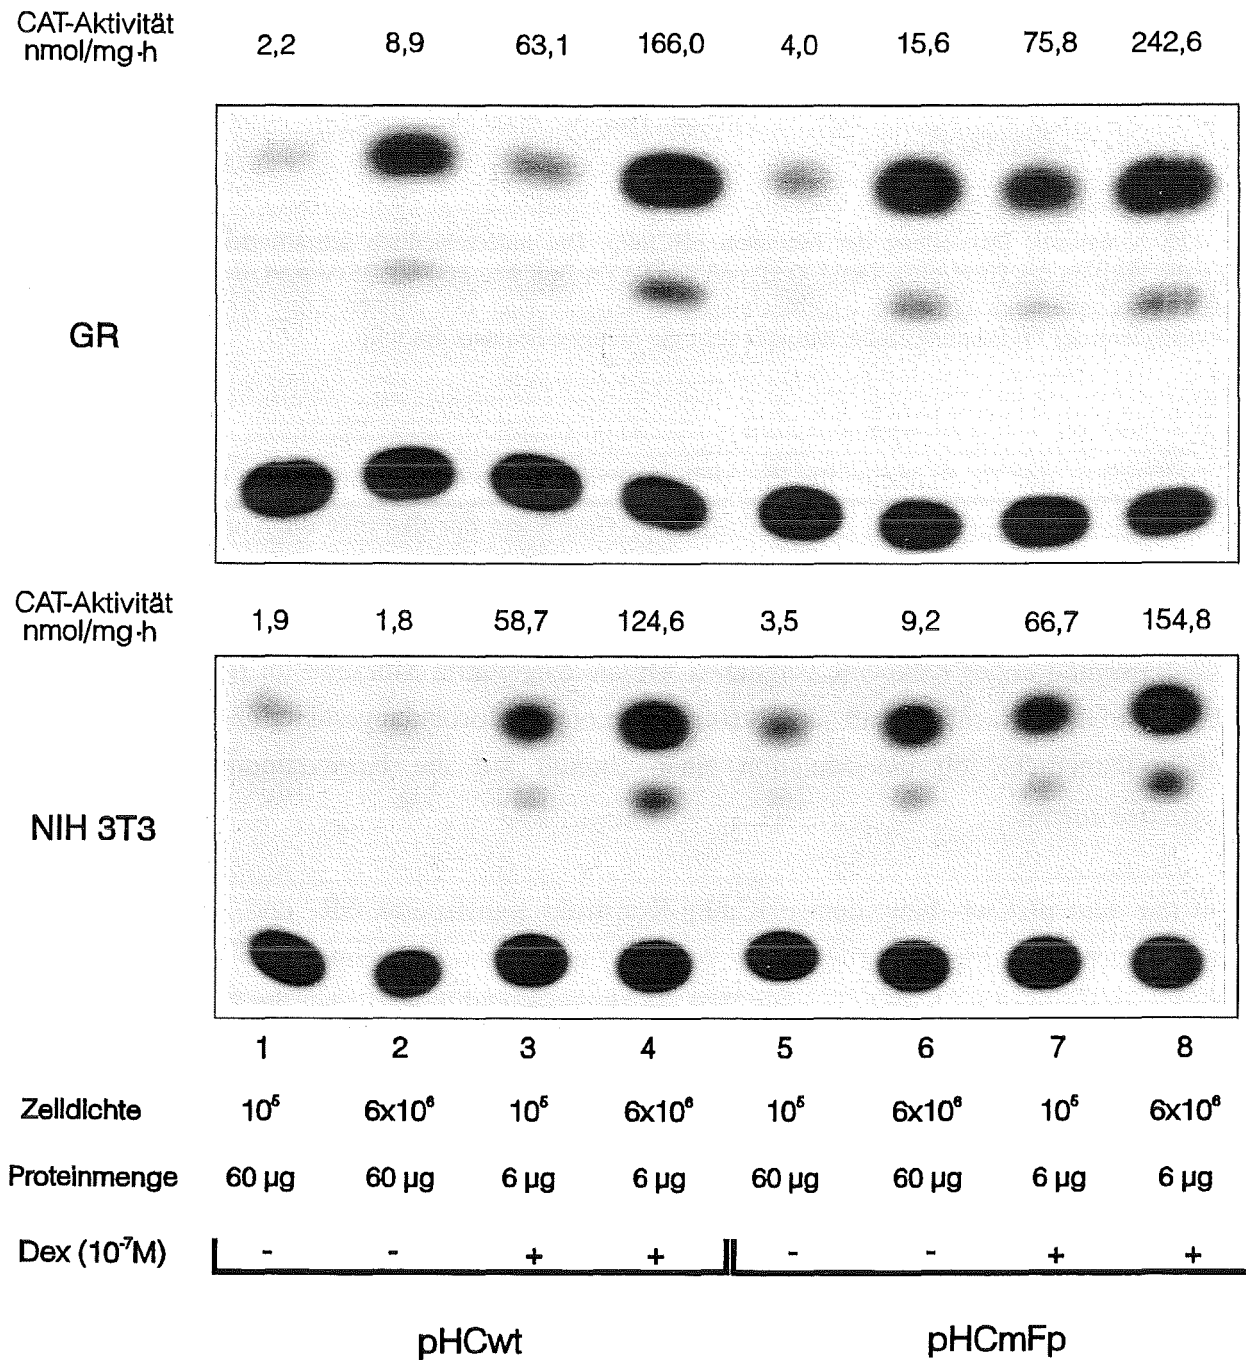 CAT-Aktivität
nmol/mg·h 2,2 8,9 63,1 166,0 4,0 15,6 75,8 242,6
GR
CAT-Aktivität
nmol/mg·h 1,9 1,8 58,7 124,6 3,5 9,2 66,7 154,8
NIH 3T3
1 2 3 4 5 6 7 8
Zelldichte 10⁵ 6x10⁶ 10⁵ 6x10⁶ 10⁵ 6x10⁶ 10⁵ 6x10⁶
Proteinmenge 60 µg 60 µg 6 µg 6 µg 60 µg 60 µg 6 µg 6 µg
Dex (10⁻⁷M) - - + + - - + +
pHCwt pHCmFp